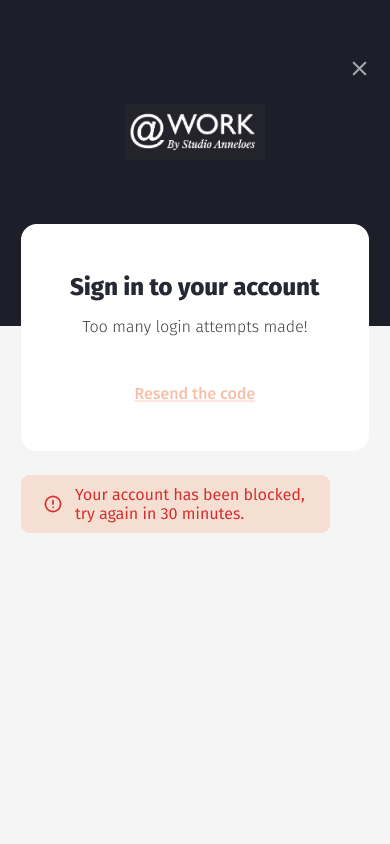 @WORK
By Studio Anneloes
Sign in to your account
Too many login attempts made!
Resend the code
Your account has been blocked,
try again in 30 minutes.